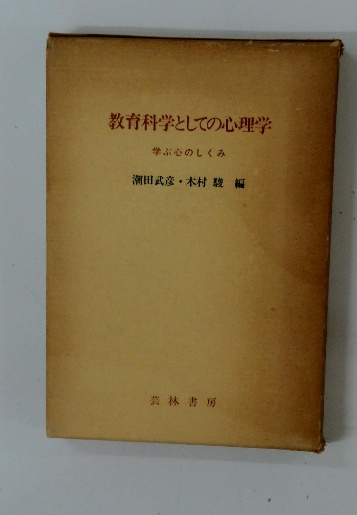 教育科学としての心理学
学ぶ心のしくみ
潮田武彦・木村 駿 編
芸林書房